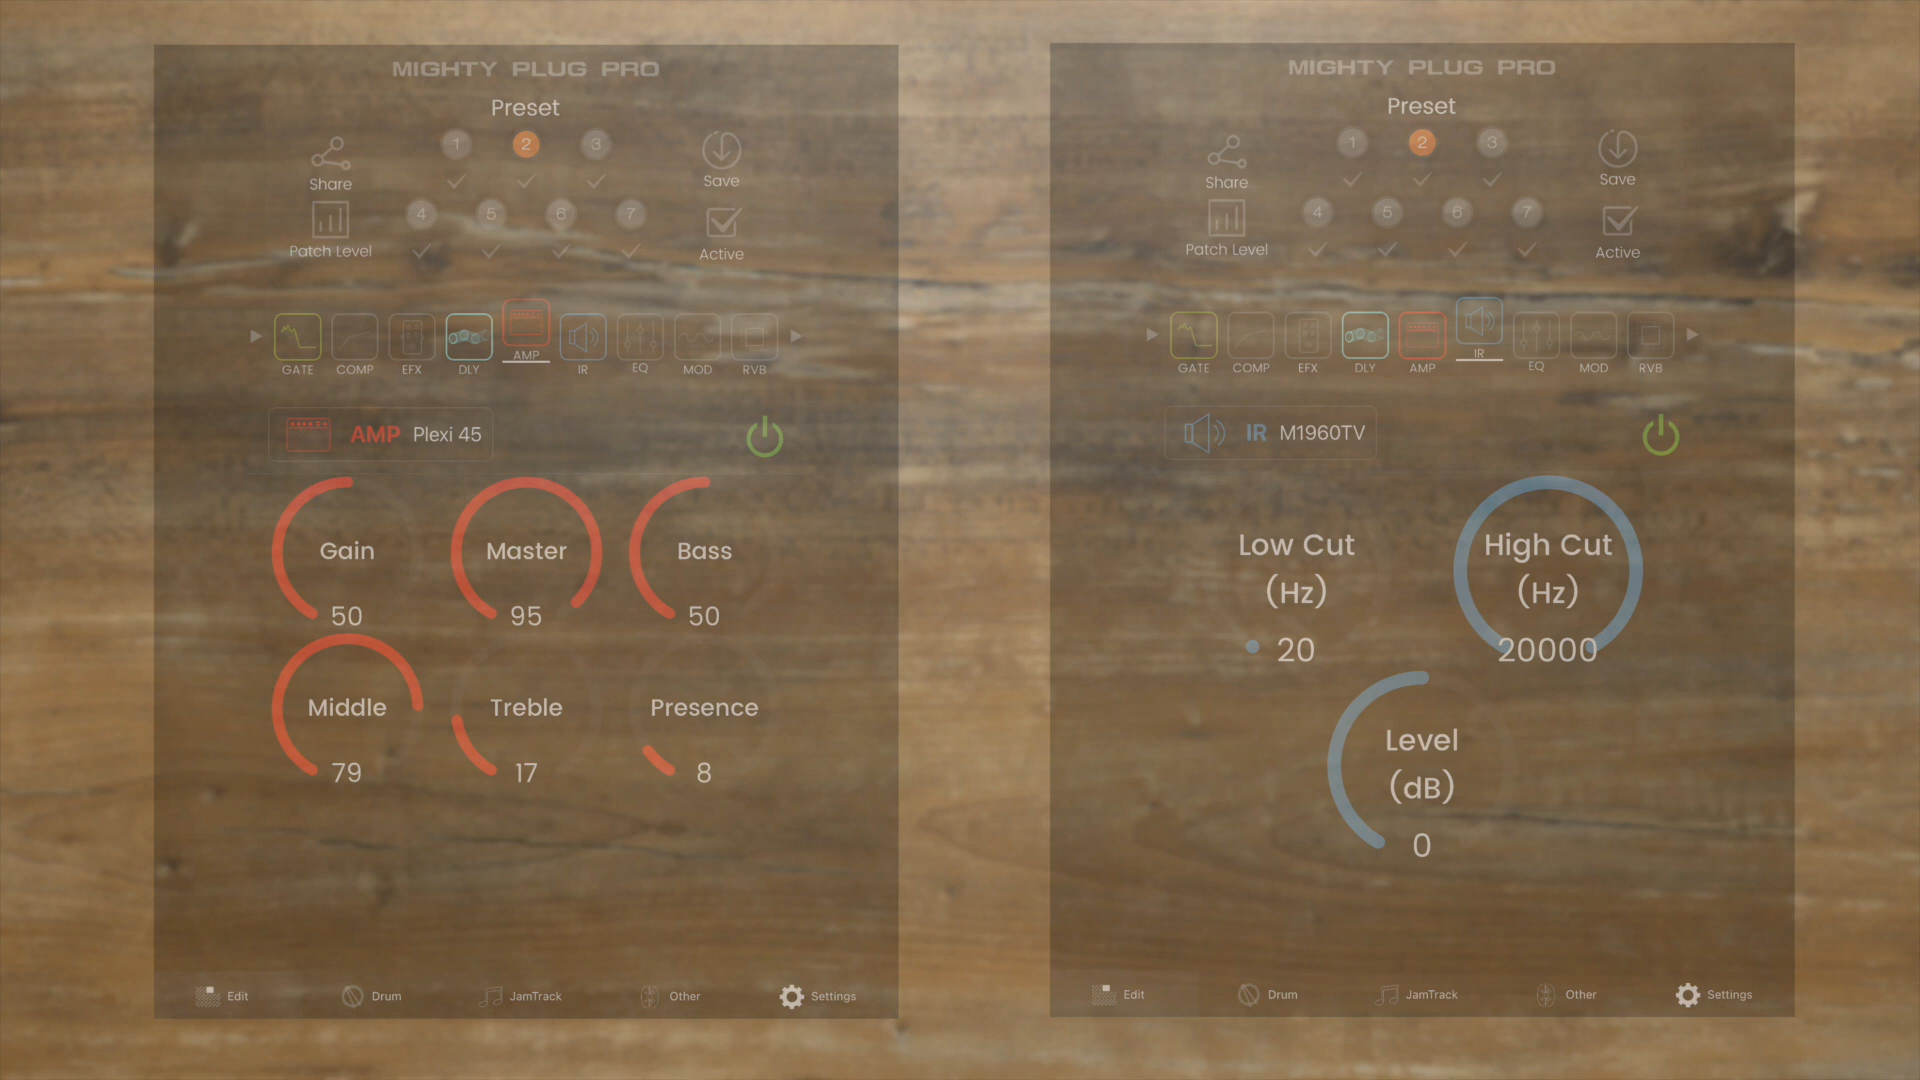 MIGHTY PLUG PRO
Preset
1 2 3
Share
Save
4 5 6 7
Patch Level
Active
GATE COMP EFX DLY AMP IR EQ MOD RVB
AMP Plexi 45
Gain Master Bass
50 95 50
Middle Treble Presence
79 17 8
Edit Drum JamTrack Other Settings
MIGHTY PLUG PRO
Preset
1 2 3
Share
Save
4 5 6 7
Patch Level
Active
GATE COMP EFX DLY AMP IR EQ MOD RVB
IR M1960TV
Low Cut
(Hz)
20
High Cut
(Hz)
20000
Level
(dB)
0
Edit Drum JamTrack Other Settings